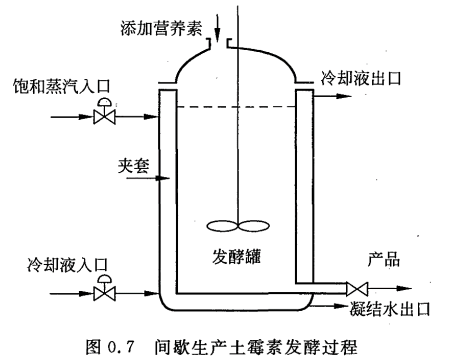 添加营养素
饱和蒸汽入口
冷却液出口
夹套
冷却液入口
发酵罐
产品
凝结水出口
图 0.7 间歇生产土霉素发酵过程